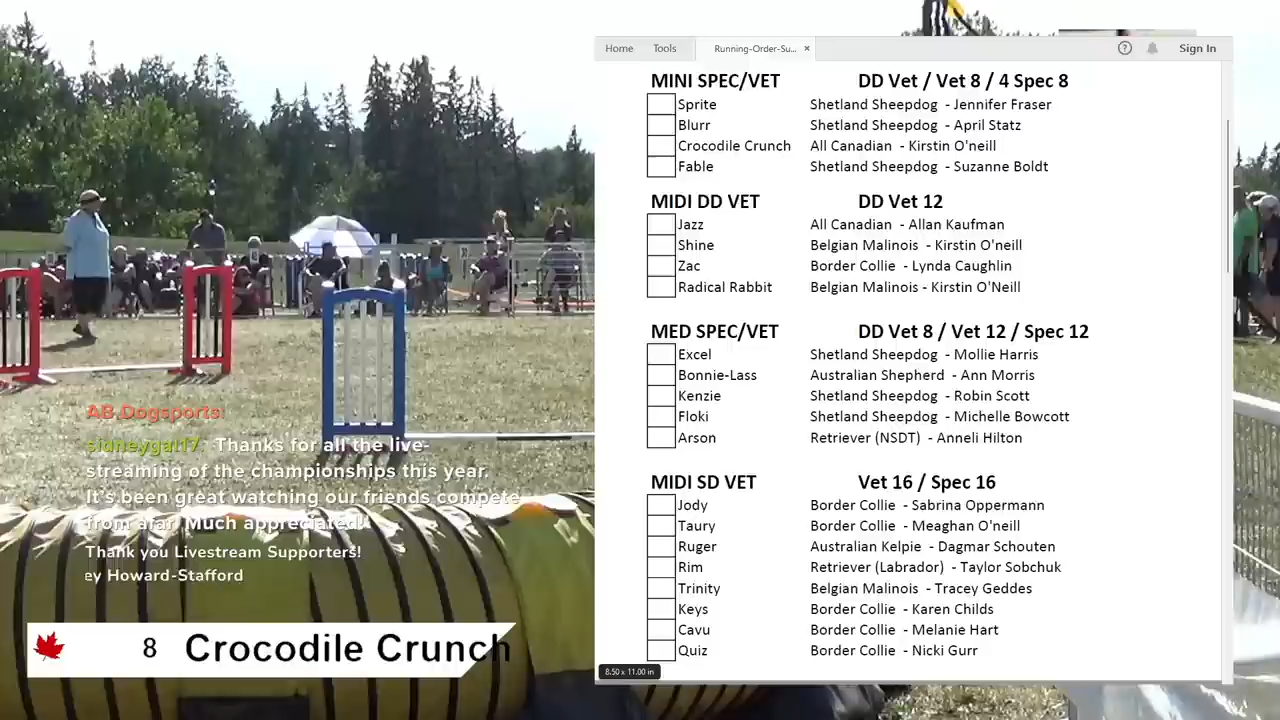 Home Tools Running-Order-Su... × ? Sign In
MINI SPEC/VET DD Vet / Vet 8 / 4 Spec 8
Sprite Shetland Sheepdog - Jennifer Fraser
Blurr Shetland Sheepdog - April Statz
Crocodile Crunch All Canadian - Kirstin O'neill
Fable Shetland Sheepdog - Suzanne Boldt
MIDI DD VET DD Vet 12
Jazz All Canadian - Allan Kaufman
Shine Belgian Malinois - Kirstin O'neill
Zac Border Collie - Lynda Caughlin
Radical Rabbit Belgian Malinois - Kirstin O'Neill
MED SPEC/VET DD Vet 8 / Vet 12 / Spec 12
Excel Shetland Sheepdog - Mollie Harris
Bonnie-Lass Australian Shepherd - Ann Morris
Kenzie Shetland Sheepdog - Robin Scott
Floki Shetland Sheepdog - Michelle Bowcott
Arson Retriever (NSDT) - Anneli Hilton
MIDI SD VET Vet 16 / Spec 16
Jody Border Collie - Sabrina Oppermann
Taury Border Collie - Meaghan O'neill
Ruger Australian Kelpie - Dagmar Schouten
Rim Retriever (Labrador) - Taylor Sobchuk
Trinity Belgian Malinois - Tracey Geddes
Keys Border Collie - Karen Childs
Cavu Border Collie - Melanie Hart
Quiz Border Collie - Nicki Gurr
8.50 x 11.00 in
AB.Dogsports:
sidneygal17: Thanks for all the live-
streaming of the championships this year.
It's been great watching our friends compete
from afar. Much appreciated!
Thank you Livestream Supporters!
ey Howard-Stafford
8 Crocodile Crunch